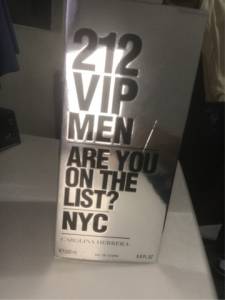 212
VIP
MEN
ARE YOU
ON THE
LIST?
NYC
CAROLINA HERRERA